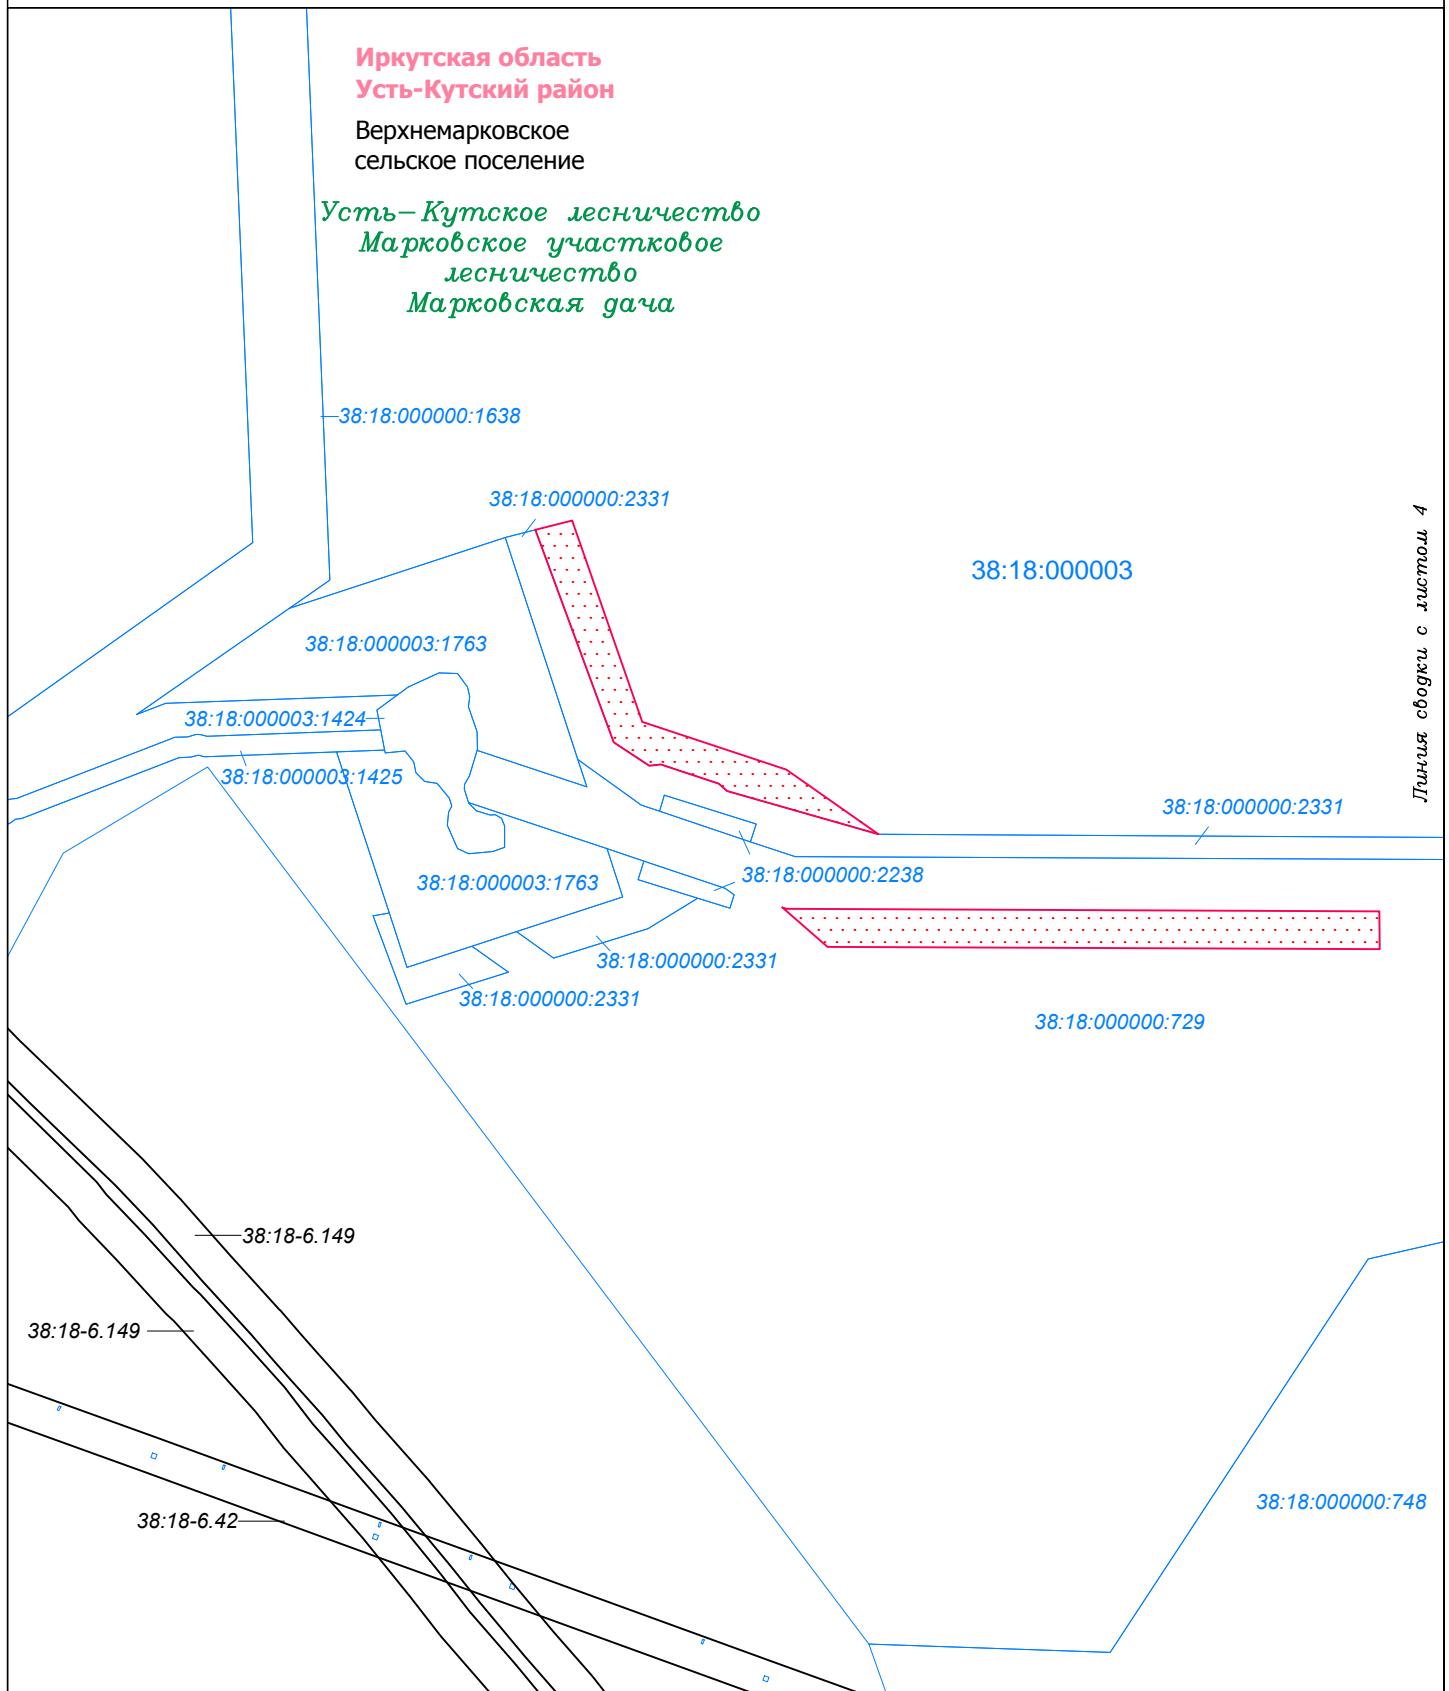 Иркутская область
Усть-Кутский район
Верхнемарковское
сельское поселение
Усть-Кутское лесничество
Марковское участковое
лесничество
Марковская дача
38:18:000000:1638
38:18:000000:2331
38:18:000003
Линия сводки с листом 4
38:18:000003:1763
38:18:000003:1424
38:18:000003:1425
38:18:000000:2331
38:18:000000:2238
38:18:000003:1763
38:18:000000:2331
38:18:000000:2331
38:18:000000:729
38:18-6.149
38:18-6.149
38:18-6.42
38:18:000000:748